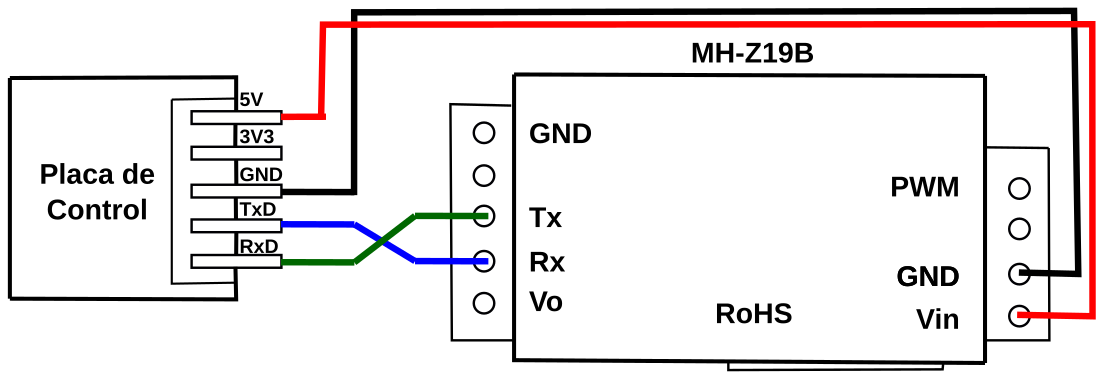 MH-Z19B
5V
3V3
GND
TxD
RxD
Placa de
Control
GND
Tx
Rx
Vo
PWM
GND
Vin
RoHS